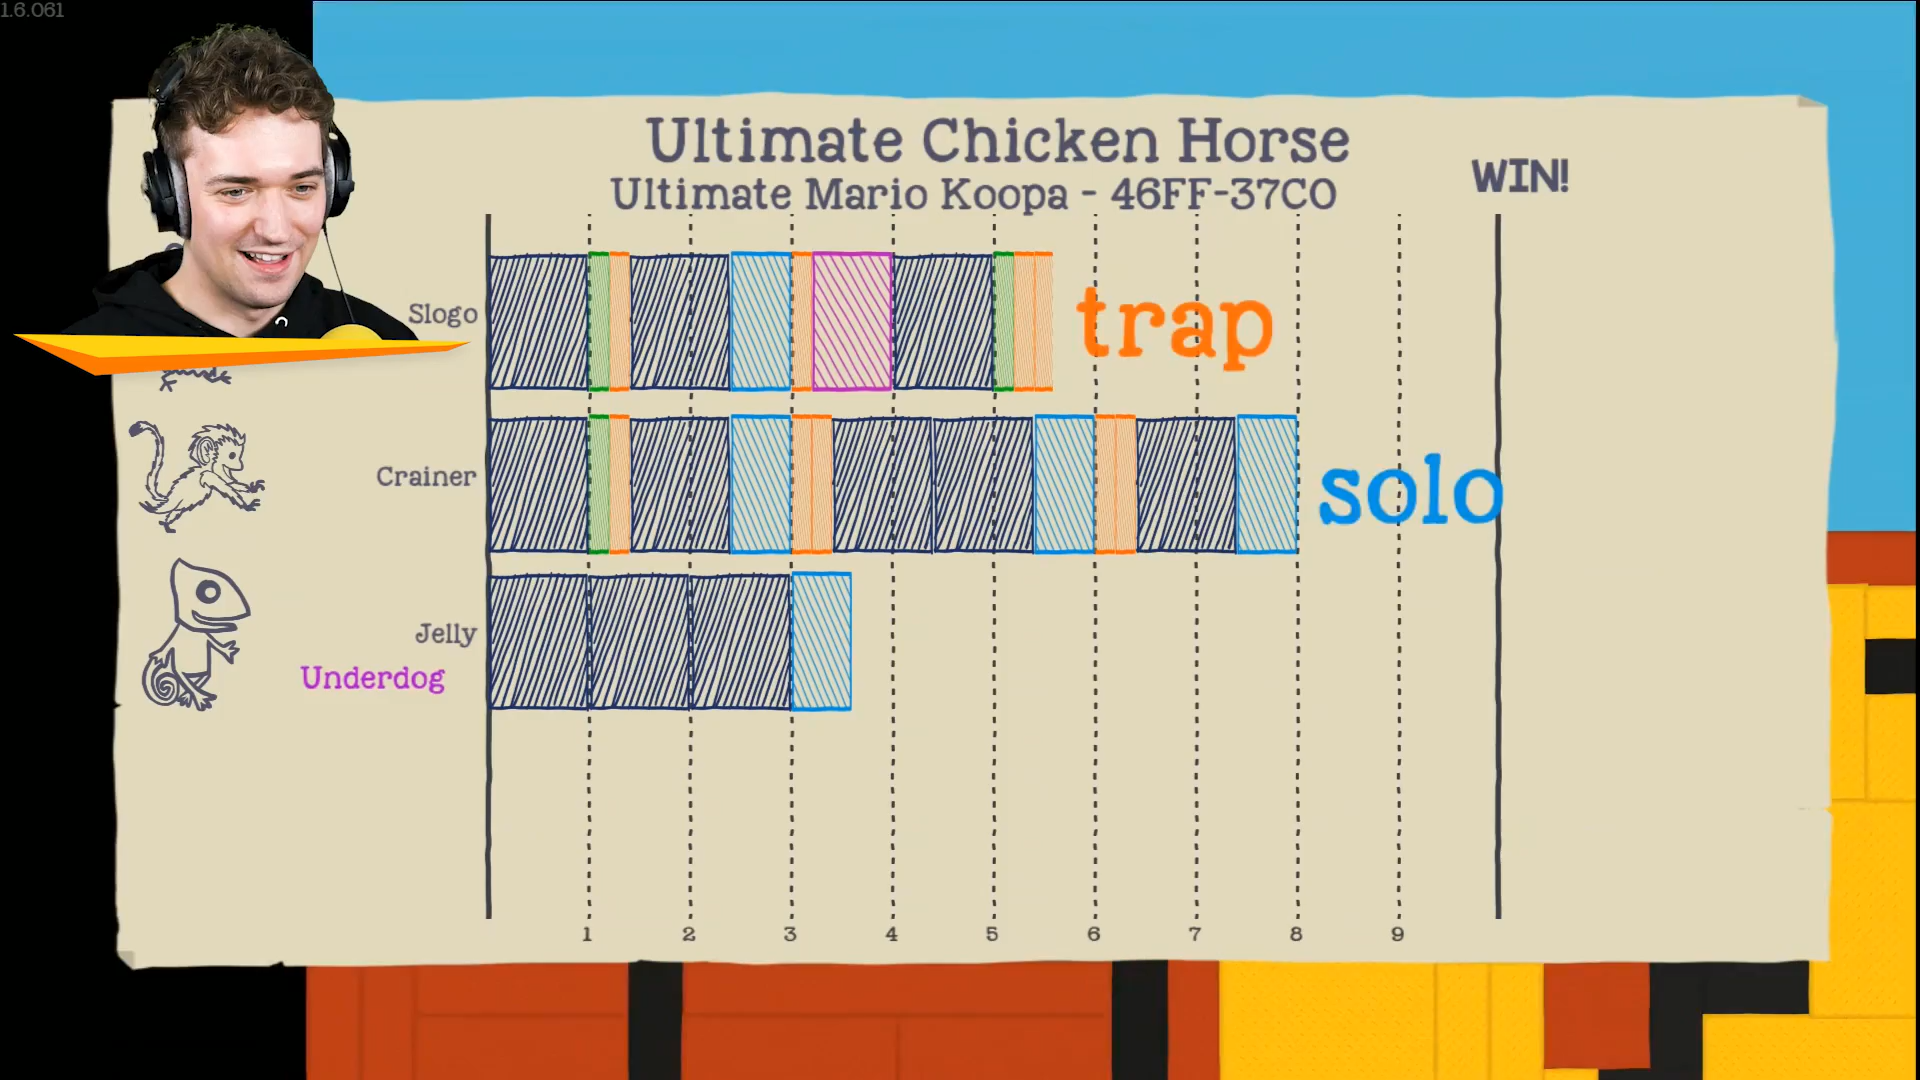 1.6.061
Ultimate Chicken Horse
Ultimate Mario Koopa - 46FF-37C0
WIN!
Slogo
trap
Crainer
solo
Jelly
Underdog
1 2 3 4 5 6 7 8 9